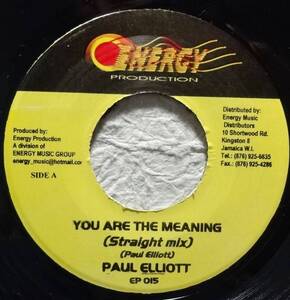 ENERGY
PRODUCTION
Produced by:
Energy Production
A division of
ENERGY MUSIC GROUP
energy_music@hotmail.com
SIDE A
Distributed by:
Energy Music
Distributors
10 Shortwood Rd.
Kingston 8
Jamaica W.I.
Tel.: (876) 925-6635
Fax.: (876) 925-4286
YOU ARE THE MEANING
(Straight mix)
(Paul Elliott)
PAUL ELLIOTT
EP 015